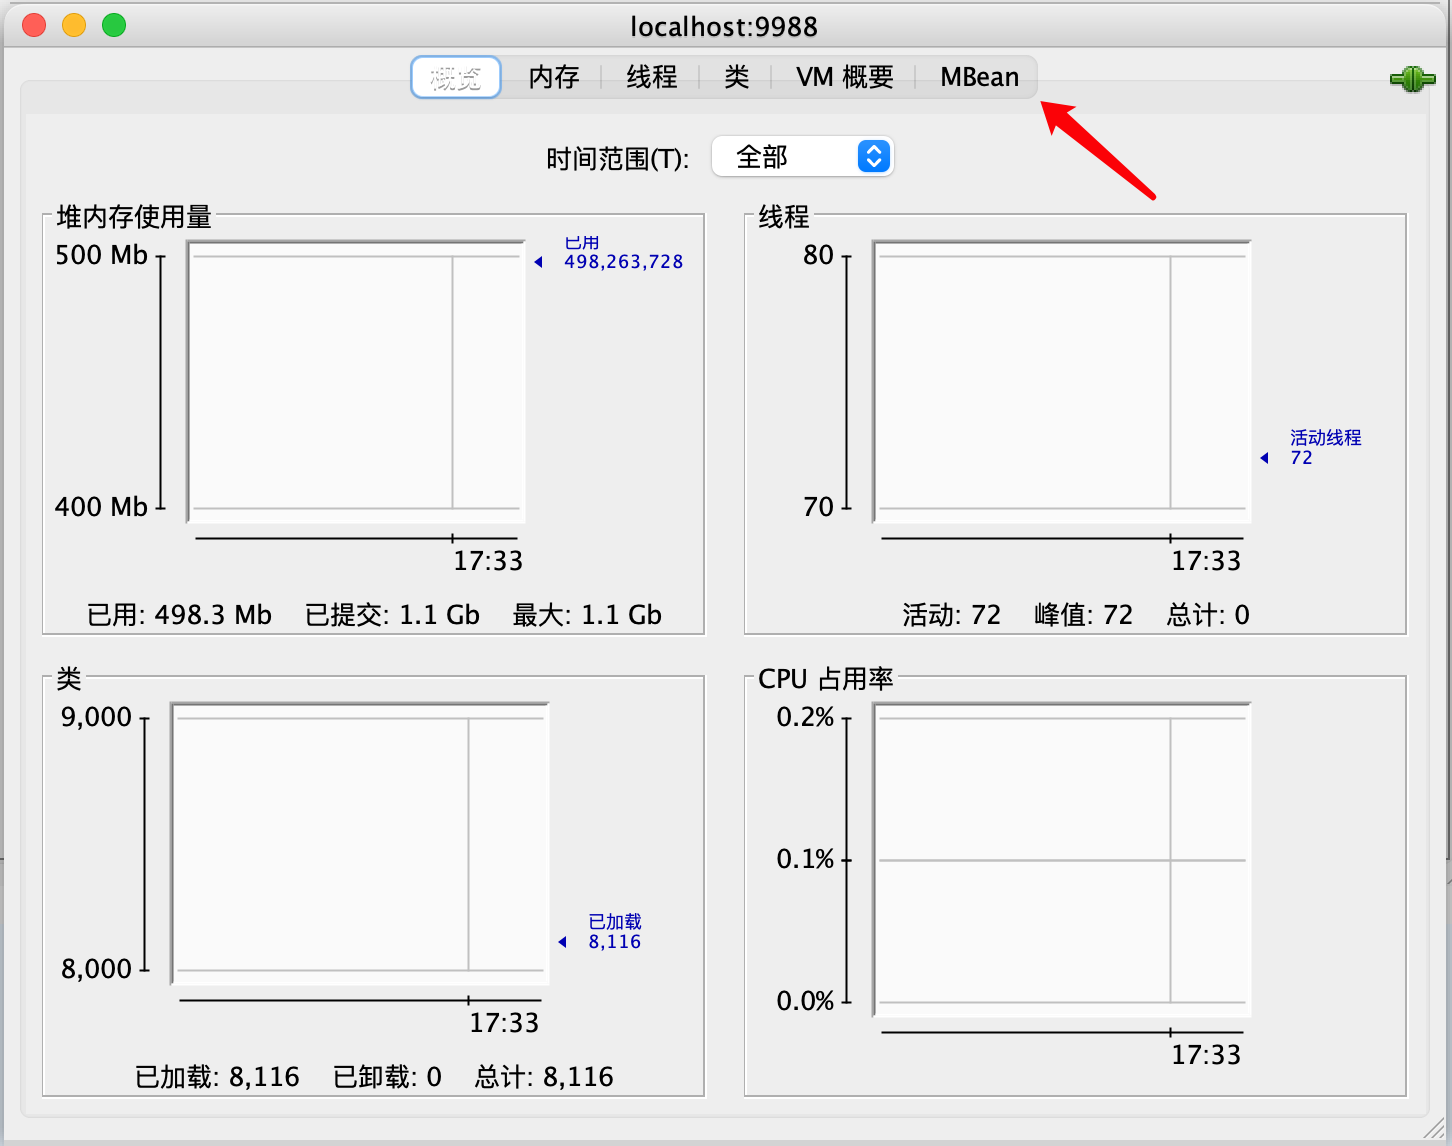 localhost:9988
概览 内存 线程 类 VM 概要 MBean
时间范围(T): 全部
堆内存使用量
500 Mb
已用
498,263,728
400 Mb
17:33
已用: 498.3 Mb 已提交: 1.1 Gb 最大: 1.1 Gb
线程
80
活动线程
72
70
17:33
活动: 72 峰值: 72 总计: 0
类
9,000
已加载
8,116
8,000
17:33
已加载: 8,116 已卸载: 0 总计: 8,116
CPU 占用率
0.2%
0.1%
0.0%
17:33